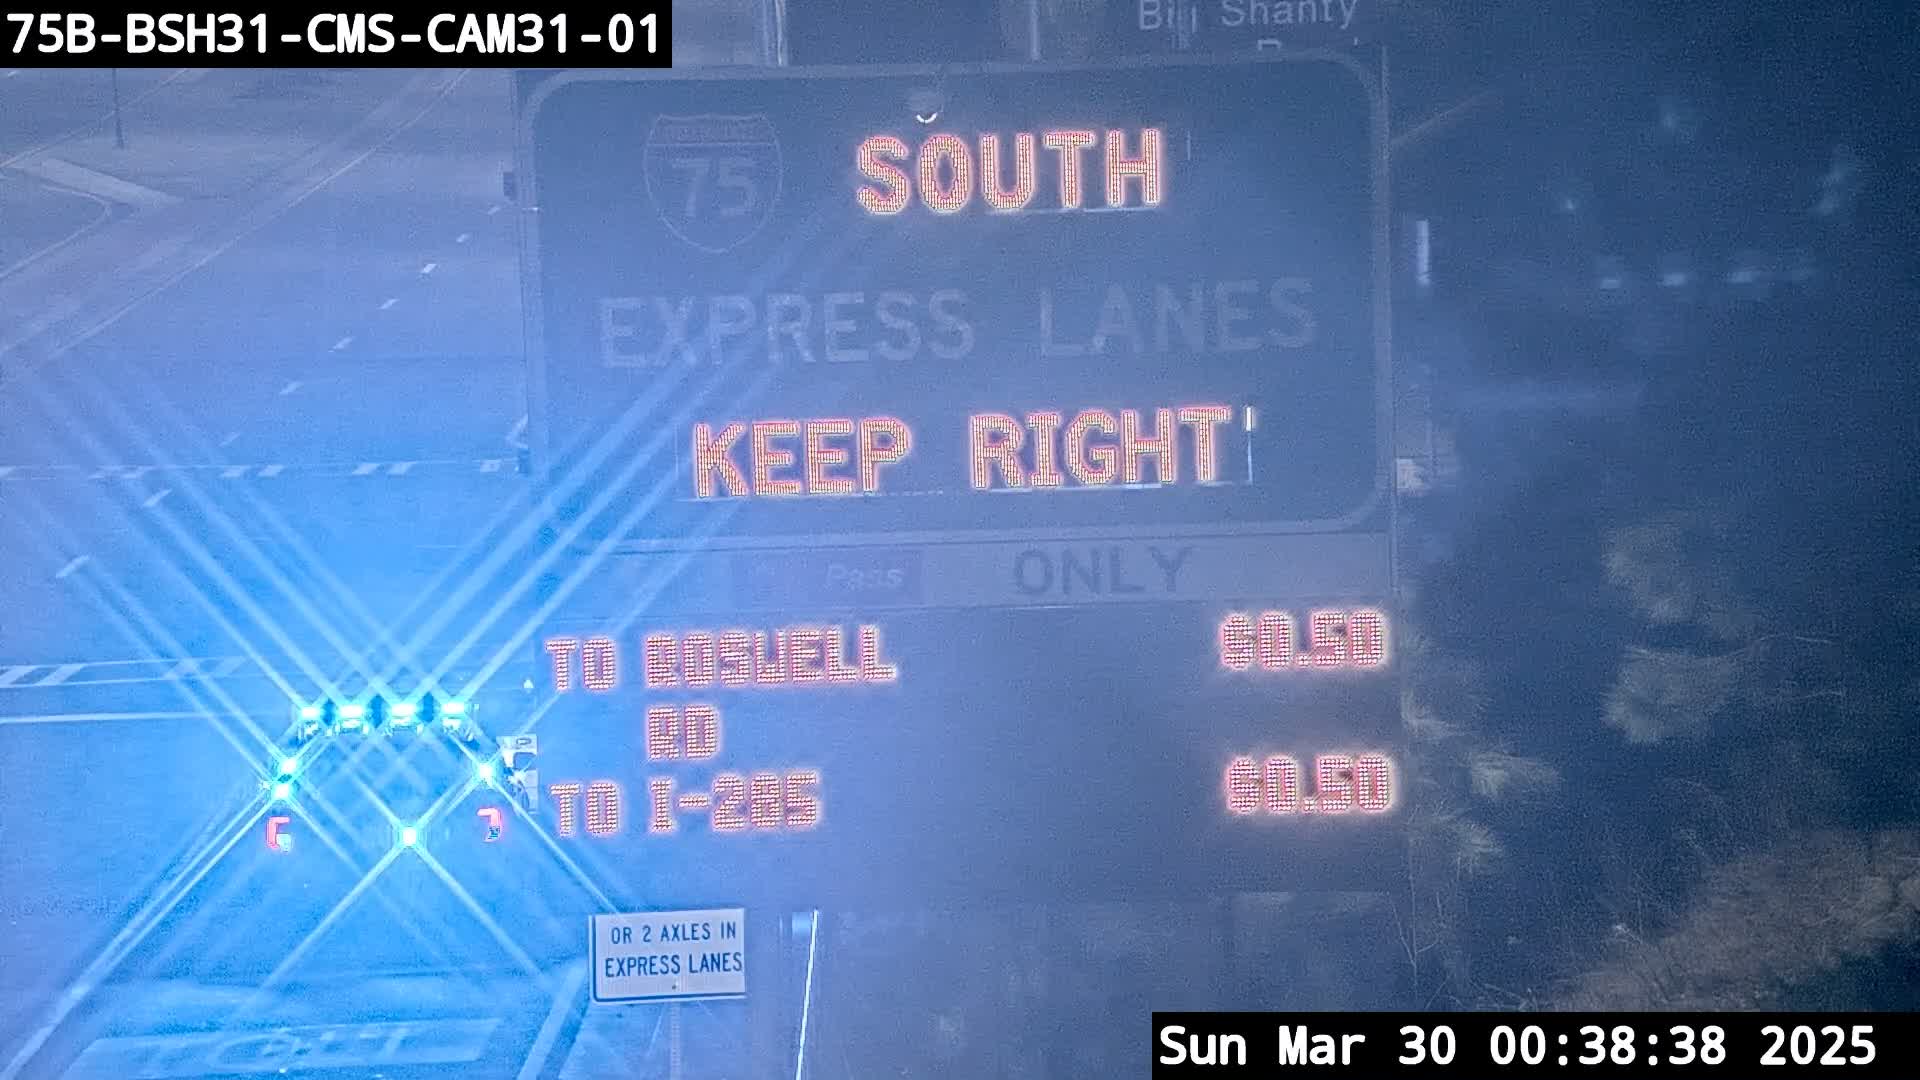 75B-BSH31-CMS-CAM31-01
Shanty
75 SOUTH
EXPRESS LANES
KEEP RIGHT
Pass ONLY
TO ROSWELL $0.50
RD
TO I-285 $0.50
OR 2 AXLES IN
EXPRESS LANES
Sun Mar 30 00:38:38 2025